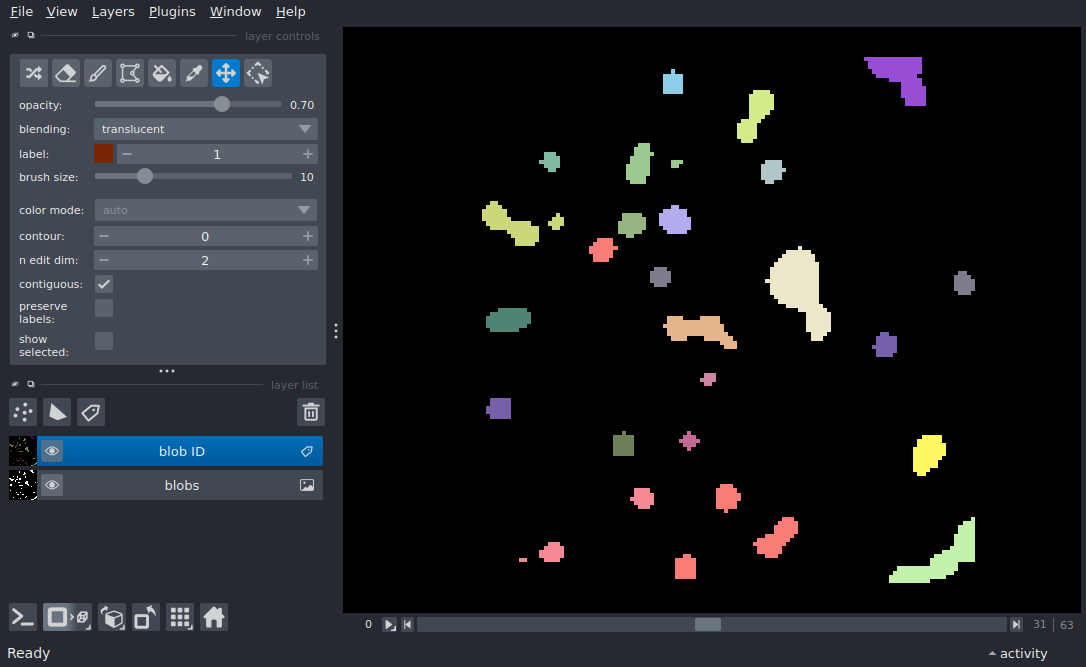 File View Layers Plugins Window Help
layer controls
opacity: 0.70
blending: translucent
label: 1
brush size: 10
color mode: auto
contour: 0
n edit dim: 2
contiguous:
preserve
labels:
show
selected:
layer list
blob ID
blobs
0 31 63
Ready activity